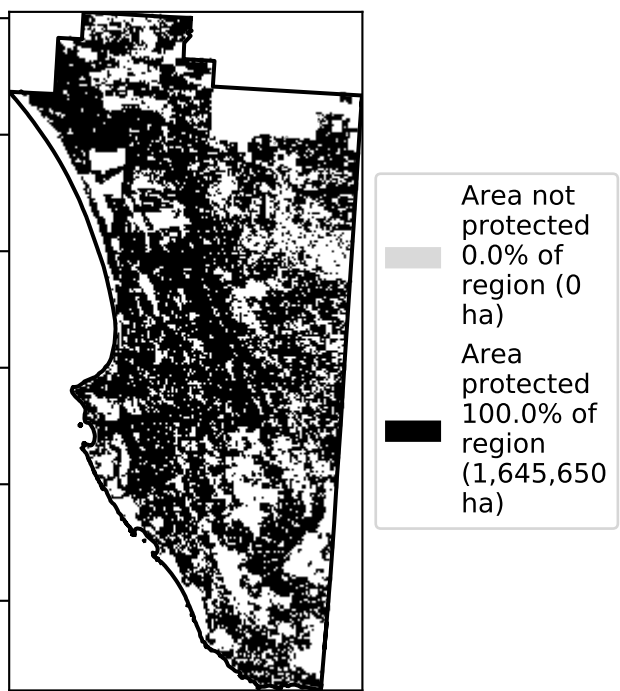 Area not
protected
0.0% of
region (0
ha)
Area
protected
100.0% of
region
(1,645,650
ha)